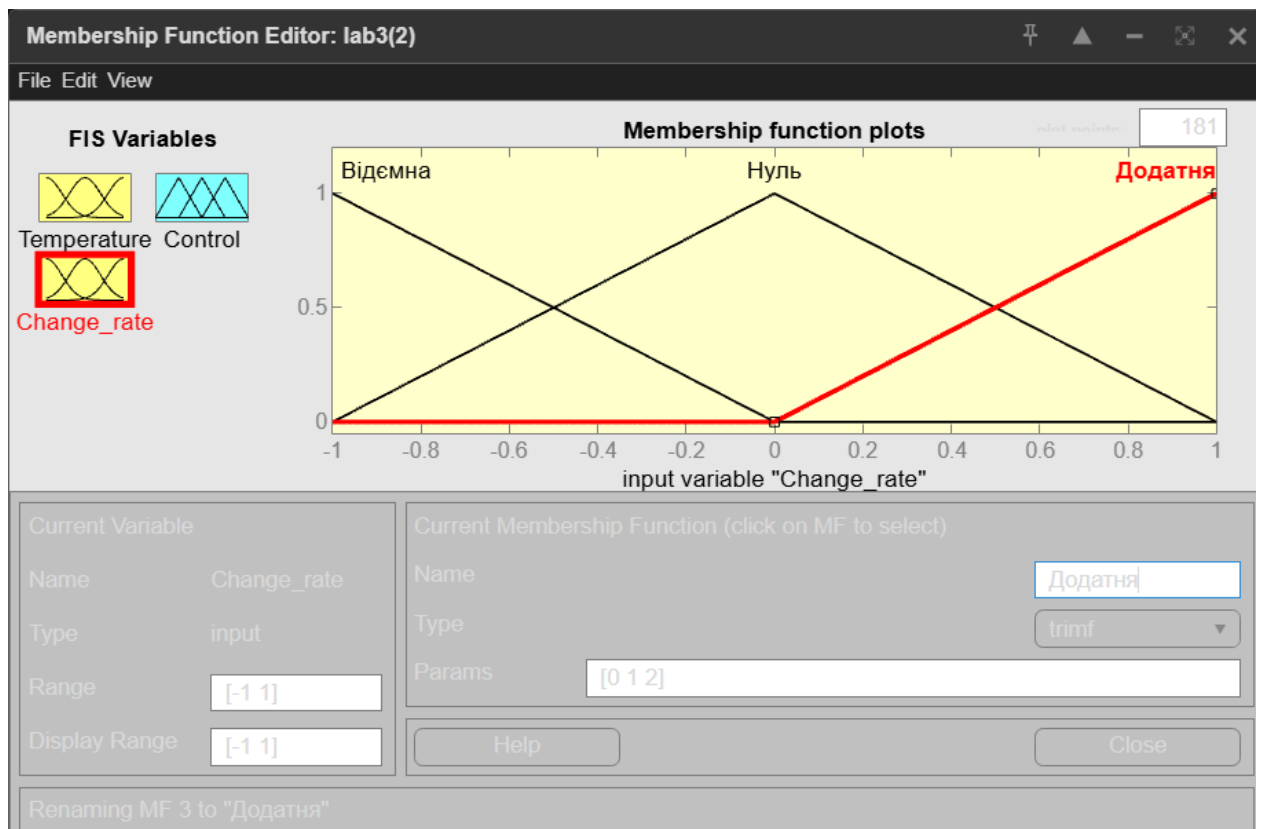 Membership Function Editor: lab3(2)
File Edit View
FIS Variables
Temperature Control
Change_rate
Membership function plots
plot points: 181
Відємна Нуль Додатня
1
0.5
0
-1 -0.8 -0.6 -0.4 -0.2 0 0.2 0.4 0.6 0.8 1
input variable "Change_rate"
Current Variable
Name Change_rate
Type input
Range [-1 1]
Display Range [-1 1]
Current Membership Function (click on MF to select)
Name Додатня
Type trimf
Params [0 1 2]
Help Close
Renaming MF 3 to "Додатня"